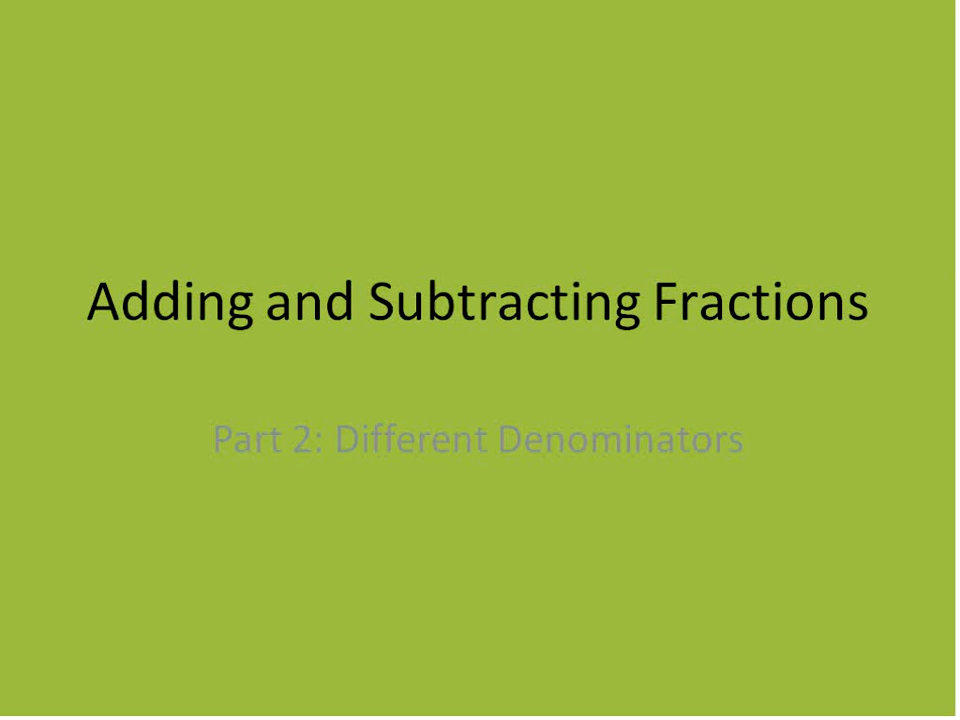 Adding and Subtracting Fractions
Part 2: Different Denominators